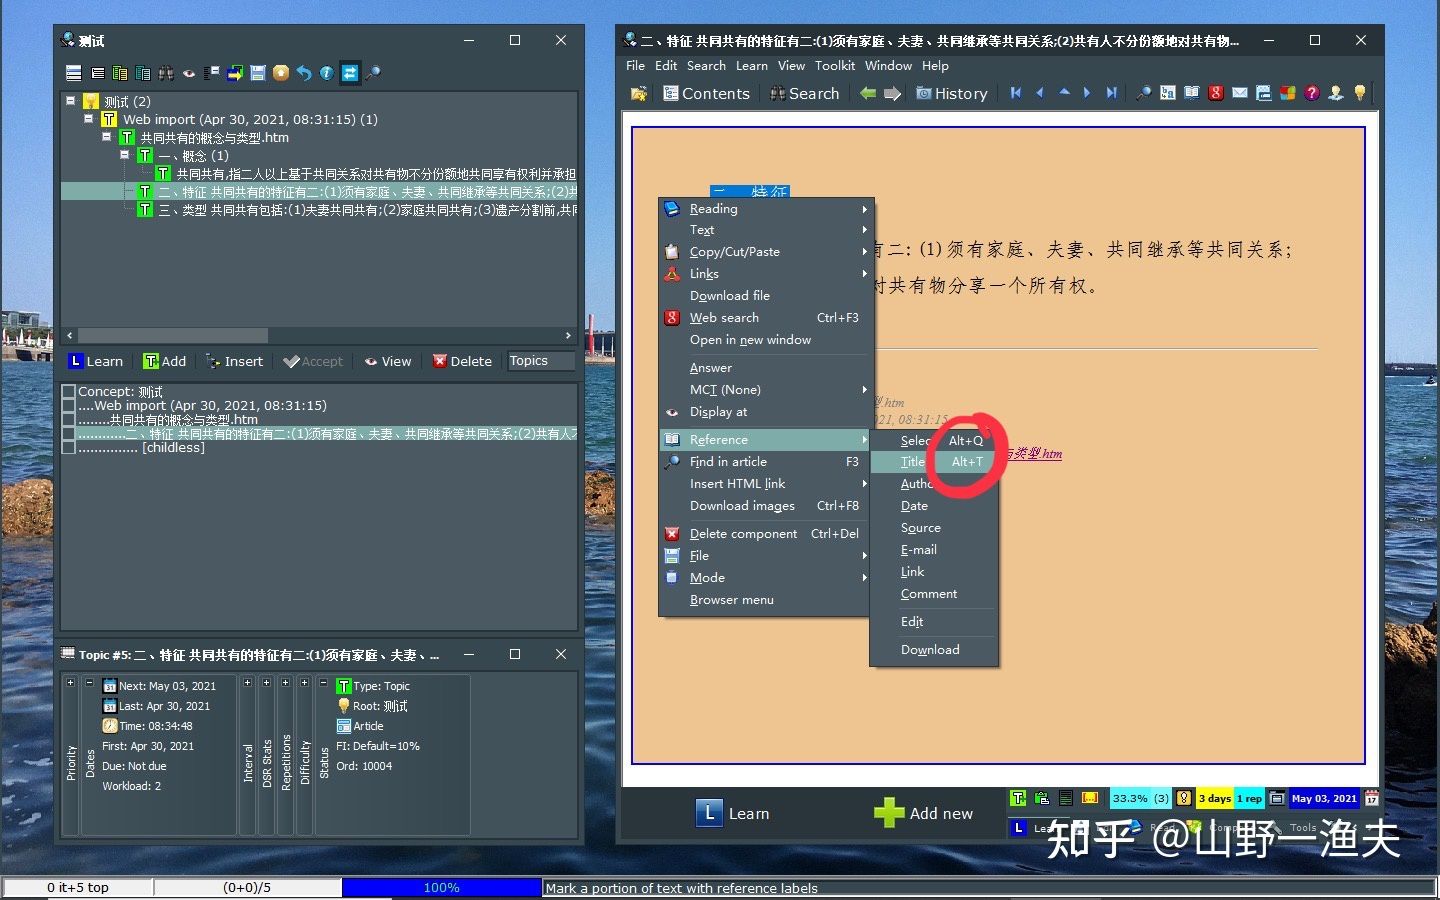 测试
测试 (2)
Web import (Apr 30, 2021, 08:31:15) (1)
共同共有的概念与类型.htm
一、概念 (1)
共同共有,指二人以上基于共同关系对共有物不分份额地共同享有权利并承担
二、特征 共同共有的特征有二:(1)须有家庭、夫妻、共同继承等共同关系;(2)共
三、类型 共同共有包括:(1)夫妻共同共有;(2)家庭共同共有;(3)遗产分割前,共同
Learn Add Insert Accept View Delete Topics
Concept: 测试
....Web import (Apr 30, 2021, 08:31:15)
........共同共有的概念与类型.htm
............二、特征 共同共有的特征有二:(1)须有家庭、夫妻、共同继承等共同关系;(2)共有人不
............... [childless]
Topic #5: 二、特征 共同共有的特征有二:(1)须有家庭、夫妻、...
Priority
Dates
Next: May 03, 2021
Last: Apr 30, 2021
Time: 08:34:48
First: Apr 30, 2021
Due: Not due
Workload: 2
Interval
DSR Stats
Repetitions
Difficulty
Status
Type: Topic
Root: 测试
Article
FI: Default=10%
Ord: 10004
二、特征 共同共有的特征有二:(1)须有家庭、夫妻、共同继承等共同关系;(2)共有人不分份额地对共有物...
File Edit Search Learn View Toolkit Window Help
Contents Search History
二、特征
有二: (1) 须有家庭、夫妻、共同继承等共同关系;
对共有物分享一个所有权。
型.htm
2021, 08:31:15
与类型.htm
Reading
Text
Copy/Cut/Paste
Links
Download file
Web search Ctrl+F3
Open in new window
Answer
MCT (None)
Display at
Reference
Find in article F3
Insert HTML link
Download images Ctrl+F8
Delete component Ctrl+Del
File
Mode
Browser menu
Selec Alt+Q
Title Alt+T
Autho
Date
Source
E-mail
Link
Comment
Edit
Download
Learn Add new
33.3% (3) 3 days 1 rep May 03, 2021
Tools
知乎 @山野一渔夫
0 it+5 top (0+0)/5 100% Mark a portion of text with reference labels